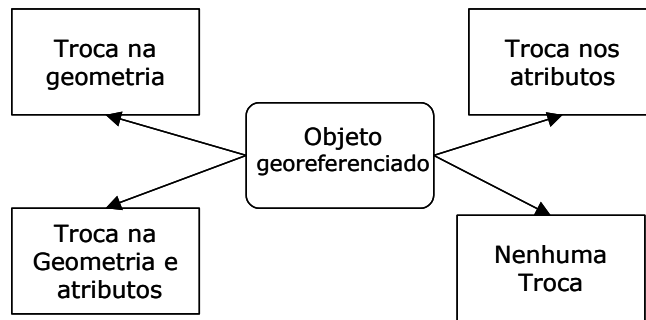 Troca na
geometria
Troca nos
atributos
Objeto
georeferenciado
Troca na
Geometria e
atributos
Nenhuma
Troca